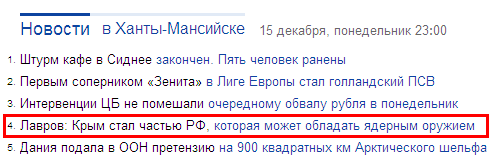 Новости в Ханты-Мансийске 15 декабря, понедельник 23:00
1. Штурм кафе в Сиднее закончен. Пять человек ранены
2. Первым соперником «Зенита» в Лиге Европы стал голландский ПСВ
3. Интервенции ЦБ не помешали очередному обвалу рубля в понедельник
4. Лавров: Крым стал частью РФ, которая может обладать ядерным оружием
5. Дания подала в ООН претензию на 900 квадратных км Арктического шельфа